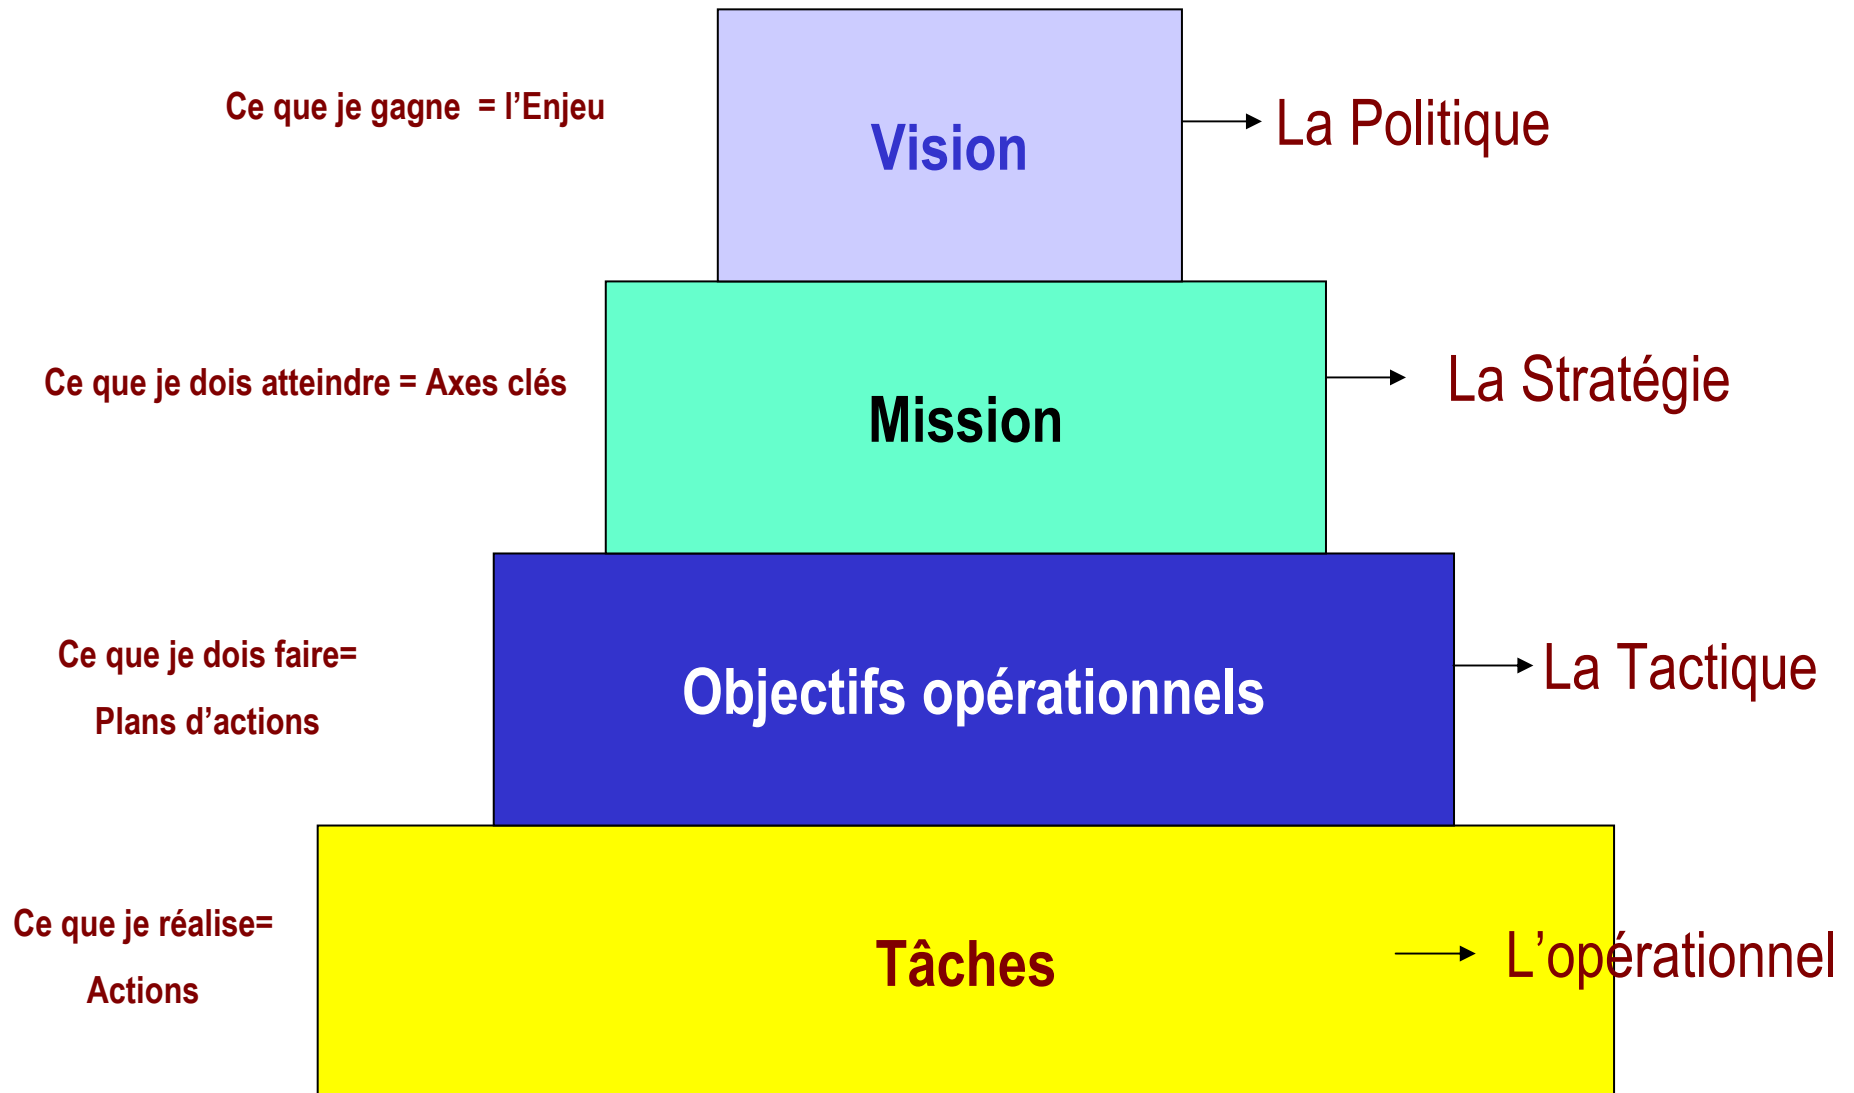 Ce que je gagne = l’Enjeu
Vision
La Politique
Ce que je dois atteindre = Axes clés
Mission
La Stratégie
Ce que je dois faire=
Plans d’actions
Objectifs opérationnels
La Tactique
Ce que je réalise=
Actions
Tâches
L’opérationnel